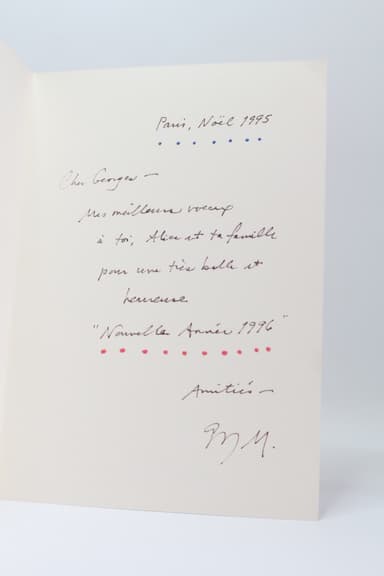 Paris, Noël 1995
Cher Georges —
Mes meilleurs voeux
à toi, Alice et ta famille
pour une très belle et
heureuse
"Nouvelle Année 1996"
Amitiés —